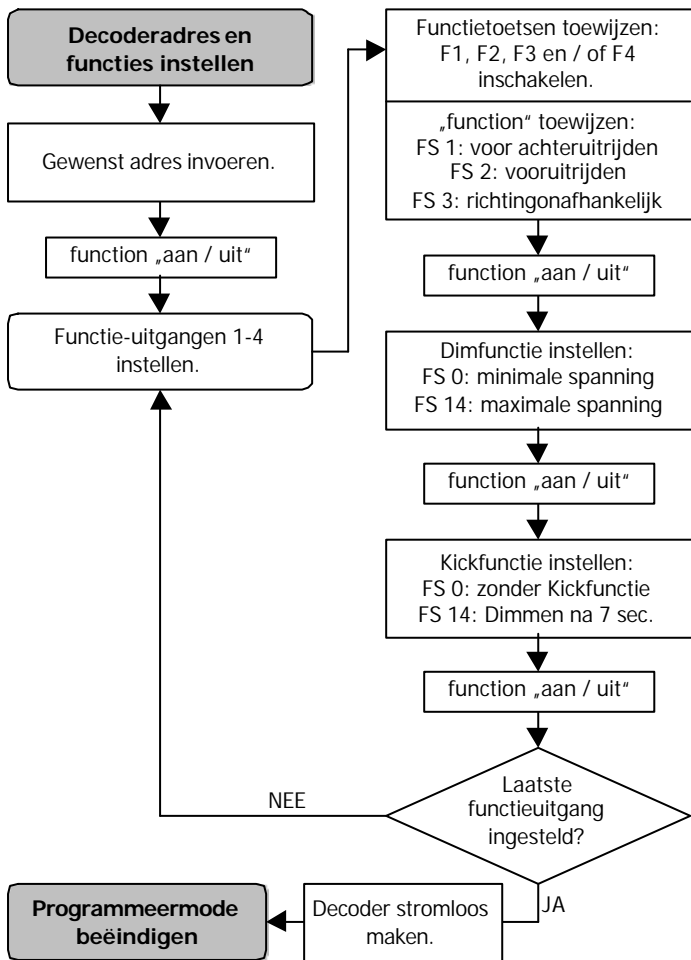 Decoderadres en
functies instellen
Gewenst adres invoeren.
function „aan / uit“
Functie-uitgangen 1-4
instellen.
Functietoetsen toewijzen:
F1, F2, F3 en / of F4
inschakelen.
„function“ toewijzen:
FS 1: voor achteruitrijden
FS 2: vooruitrijden
FS 3: richtingonafhankelijk
function „aan / uit“
Dimfunctie instellen:
FS 0: minimale spanning
FS 14: maximale spanning
function „aan / uit“
Kickfunctie instellen:
FS 0: zonder Kickfunctie
FS 14: Dimmen na 7 sec.
function „aan / uit“
Laatste
functieuitgang
ingesteld?
NEE
JA
Decoder stromloos
maken.
Programmeermode
beëindigen